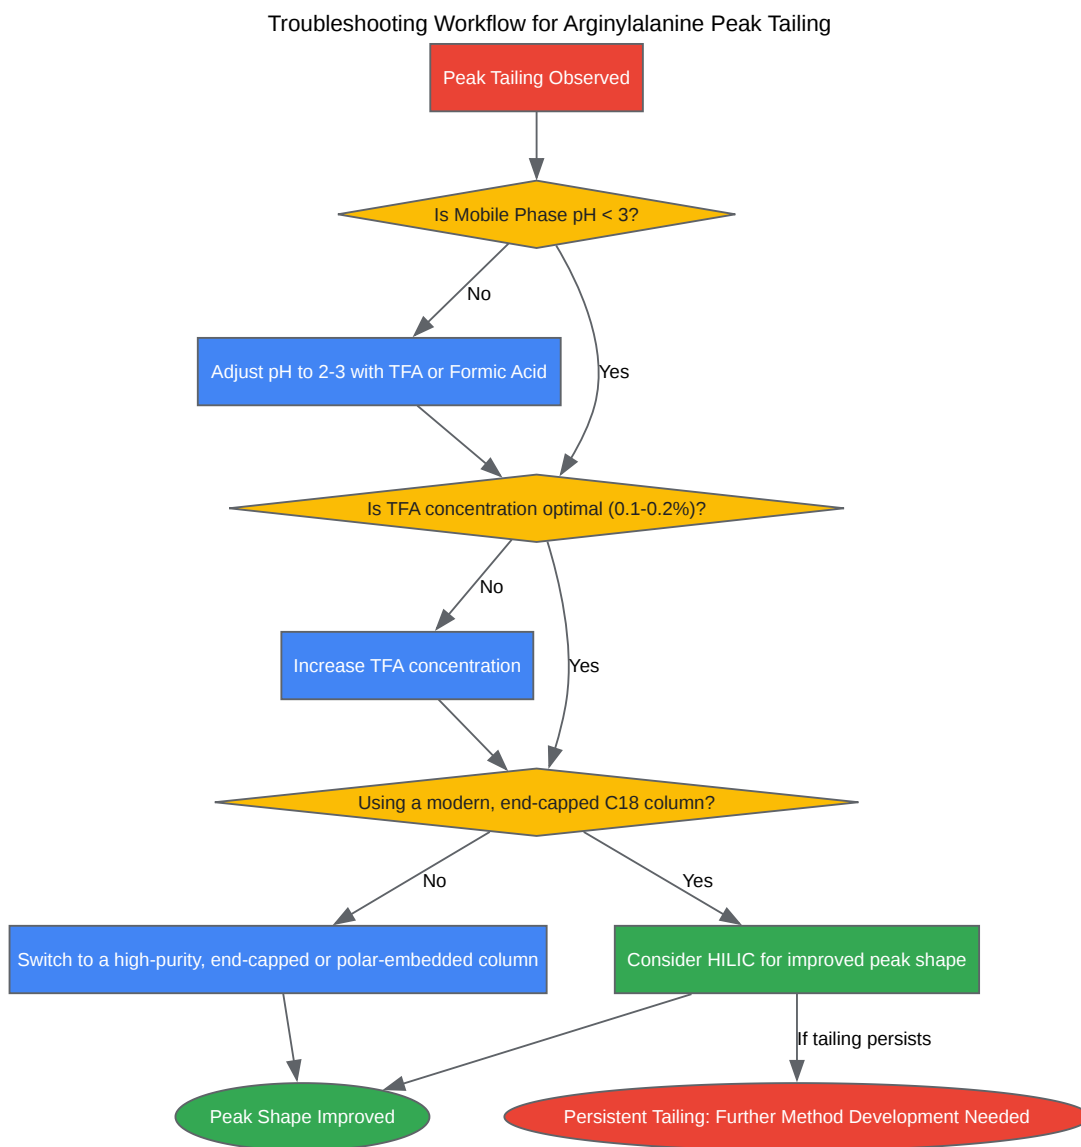 Troubleshooting Workflow for Arginylalanine Peak Tailing
Peak Tailing Observed
Is Mobile Phase pH < 3?
No
Adjust pH to 2-3 with TFA or Formic Acid
Yes
Is TFA concentration optimal (0.1-0.2%)?
No
Increase TFA concentration
Yes
Using a modern, end-capped C18 column?
No
Yes
Switch to a high-purity, end-capped or polar-embedded column
Consider HILIC for improved peak shape
If tailing persists
Peak Shape Improved
Persistent Tailing: Further Method Development Needed